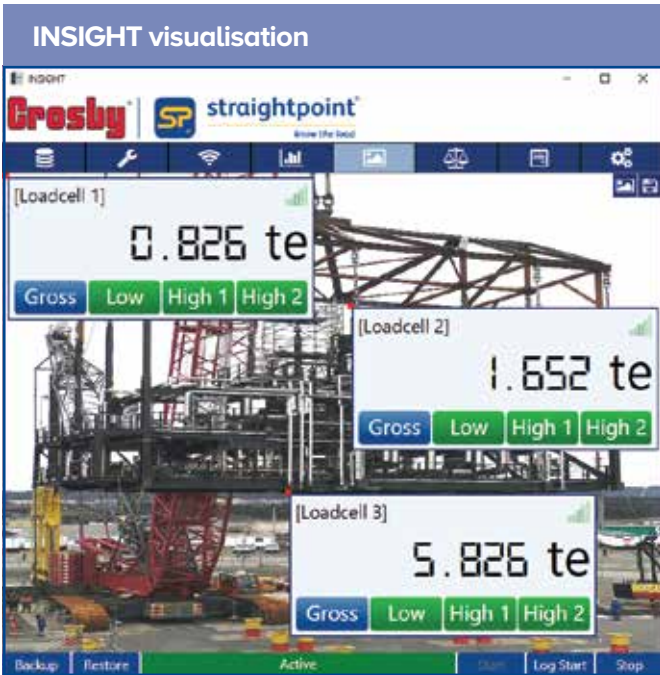 INSIGHT visualisation
INSIGHT
Crosby SP straightpoint
know the load
[Loadcell 1]
0.826 te
Gross Low High 1 High 2
[Loadcell 2]
1.652 te
Gross Low High 1 High 2
[Loadcell 3]
5.826 te
Gross Low High 1 High 2
Backup Restore Active Start Log Start Stop